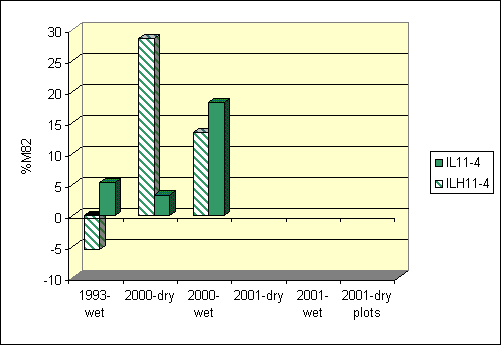 30
25
20
15
10
5
0
-5
-10
%M82
1993-
wet
2000-dry
2000-
wet
2001-dry
2001-
wet
2001-dry
plots
IL11-4
ILH11-4